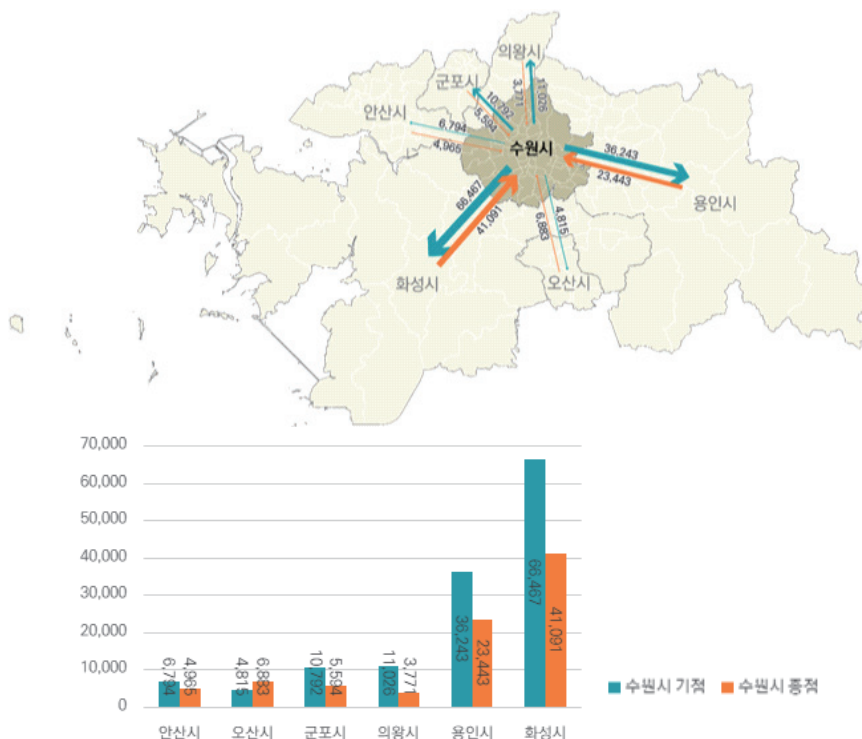 의왕시
군포시
안산시
11,026
3,771
10,792
5,594
6,794
4,965
수원시
36,243
23,443
용인시
66,467
41,091
4,815
6,883
화성시
오산시
70,000
60,000
50,000
40,000
30,000
20,000
10,000
0
6,794 4,965 4,815 6,883 10,792 5,594 11,026 3,771 36,243 23,443 66,467 41,091
안산시 오산시 군포시 의왕시 용인시 화성시
수원시 기점 수원시 종점